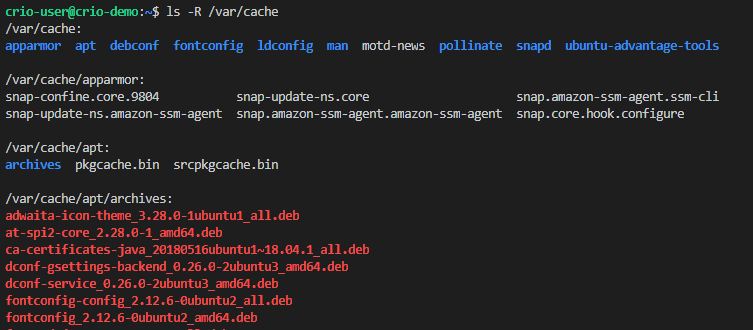 crio-user@crio-demo:~$ ls -R /var/cache
/var/cache:
apparmor apt debconf fontconfig ldconfig man motd-news pollinate snapd ubuntu-advantage-tools
/var/cache/apparmor:
snap-confine.core.9804 snap-update-ns.core snap.amazon-ssm-agent.ssm-cli
snap-update-ns.amazon-ssm-agent snap.amazon-ssm-agent.amazon-ssm-agent snap.core.hook.configure
/var/cache/apt:
archives pkgcache.bin srcpkgcache.bin
/var/cache/apt/archives:
adwaita-icon-theme_3.28.0-1ubuntu1_all.deb
at-spi2-core_2.28.0-1_amd64.deb
ca-certificates-java_20180516ubuntu1~18.04.1_all.deb
dconf-gsettings-backend_0.26.0-2ubuntu3_amd64.deb
dconf-service_0.26.0-2ubuntu3_amd64.deb
fontconfig-config_2.12.6-0ubuntu2_all.deb
fontconfig_2.12.6-0ubuntu2_amd64.deb